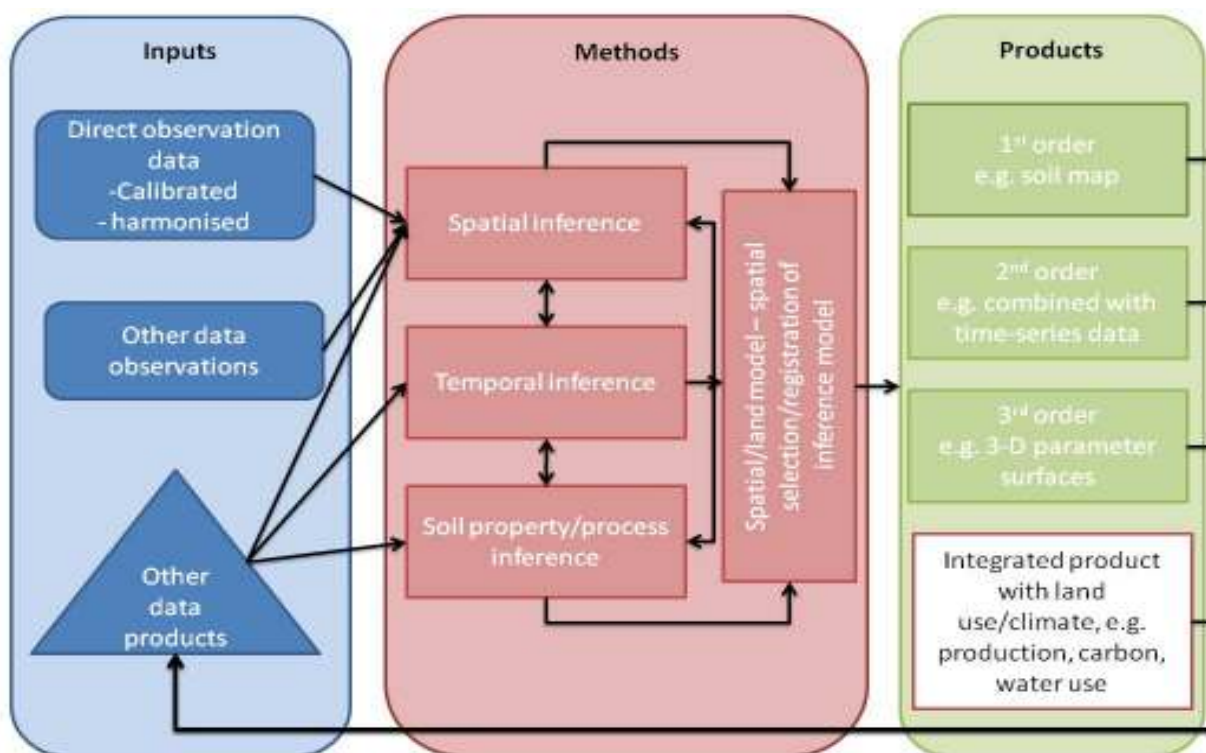 Inputs
Direct observation
data
-Calibrated
- harmonised
Other data
observations
Other
data
products
Methods
Spatial inference
Temporal inference
Soil property/process
inference
Spatial/land model – spatial
selection/registration of
inference model
Products
1st order
e.g. soil map
2nd order
e.g. combined with
time-series data
3rd order
e.g. 3-D parameter
surfaces
Integrated product
with land
use/climate, e.g.
production, carbon,
water use